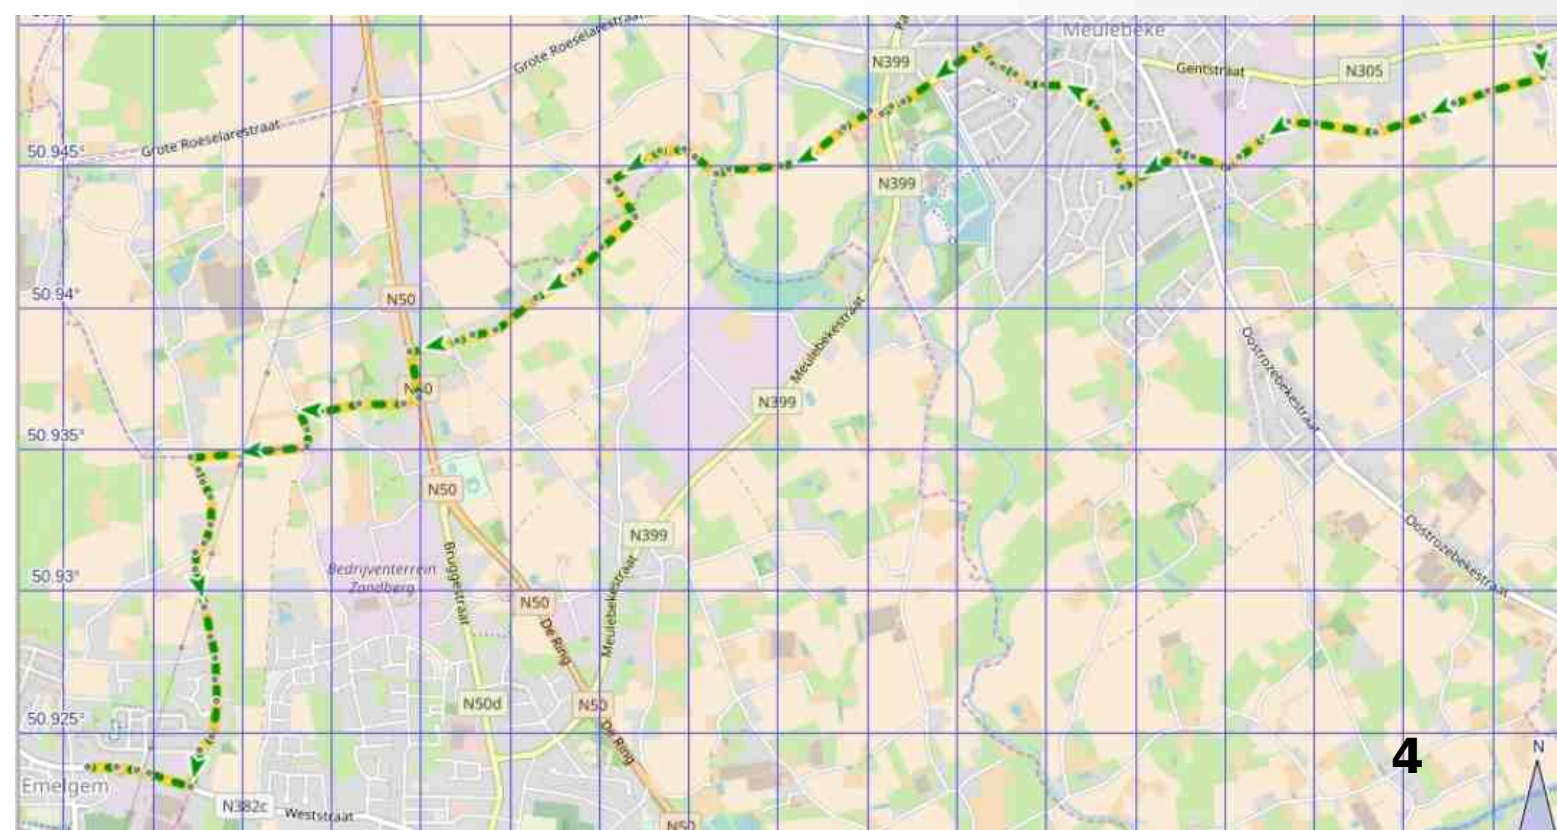 Meulebeke
Grote Roeselarestraat
N399
Gentstraat
N305
Grote Roeselarestraat
50.945°
N399
50.94°
N50
Meulebekestraat
Oostrozebekestraat
N50
N399
50.935°
N50
N399
Oostrozebekestraat
Bruggestraat
Bedrijventerrein
Zandberg
50.93°
Meulebekestraat
N50
De Ring
N50d
N50
50.925°
De Ring
4
N
Emelgem
N382c
Weststraat
N50